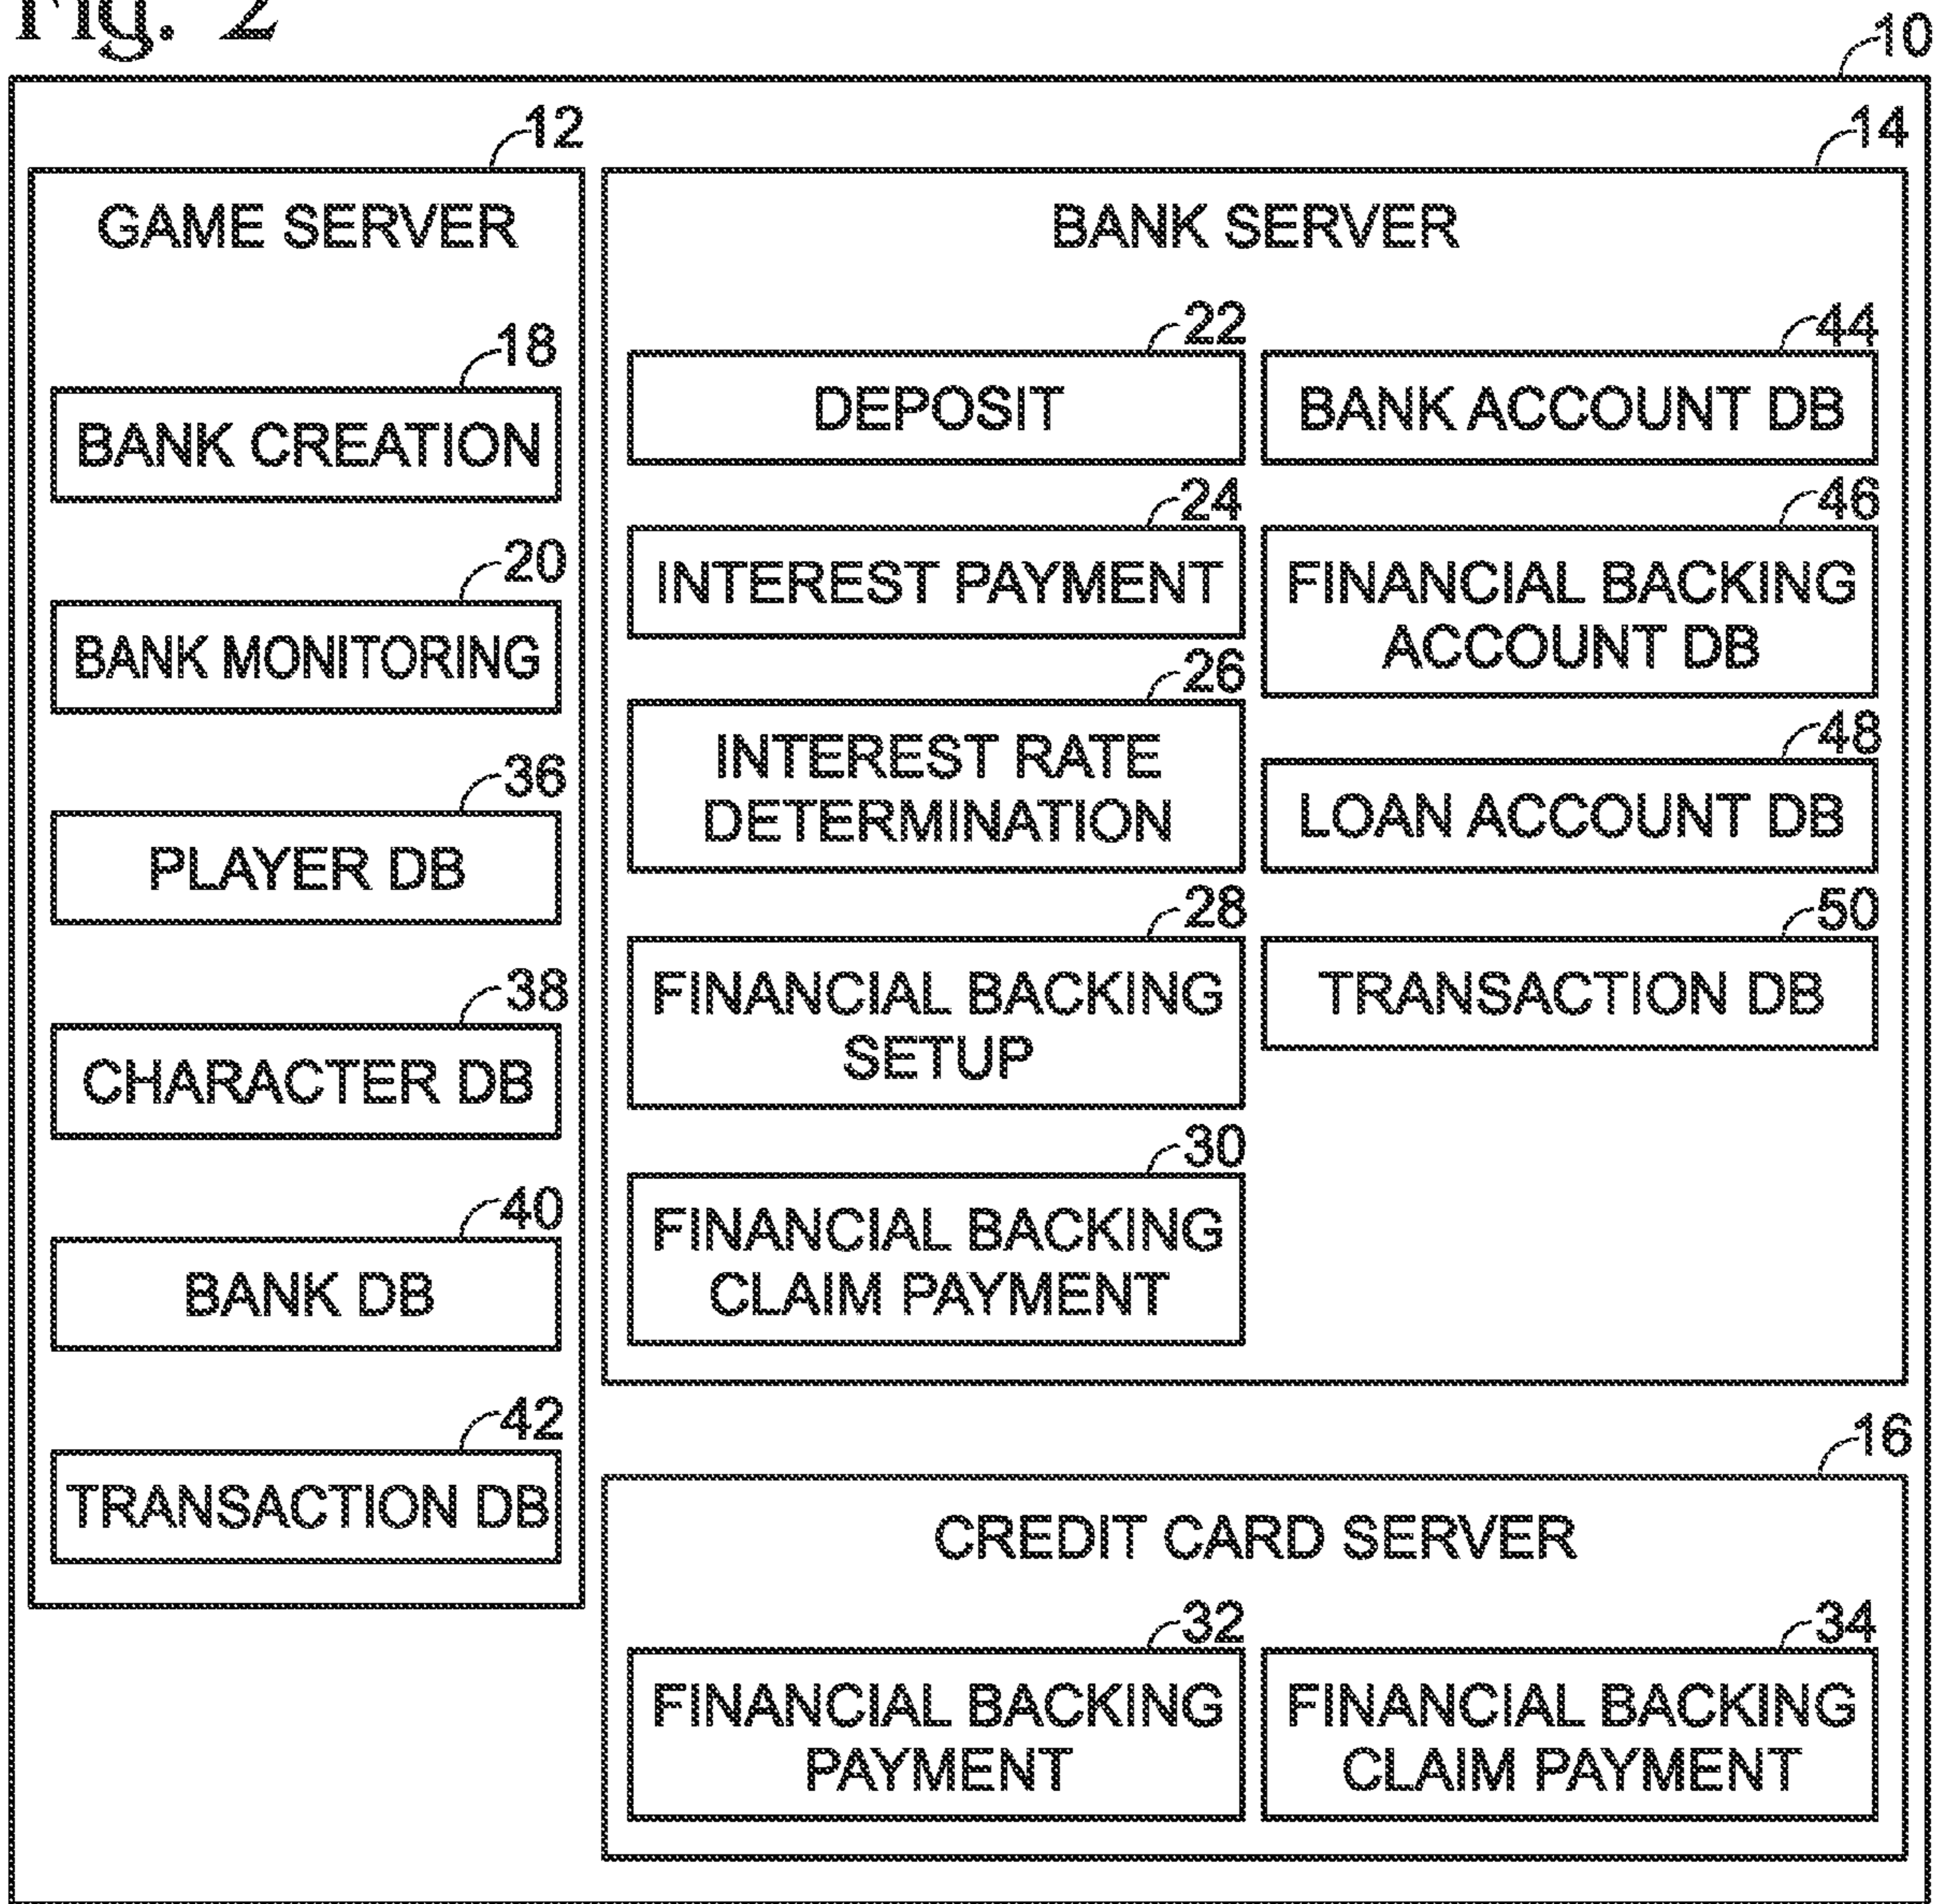 Fig. 2
10
12
GAME SERVER
18
BANK CREATION
20
BANK MONITORING
36
PLAYER DB
38
CHARACTER DB
40
BANK DB
42
TRANSACTION DB
14
BANK SERVER
22
DEPOSIT
24
INTEREST PAYMENT
26
INTEREST RATE
DETERMINATION
28
FINANCIAL BACKING
SETUP
30
FINANCIAL BACKING
CLAIM PAYMENT
44
BANK ACCOUNT DB
46
FINANCIAL BACKING
ACCOUNT DB
48
LOAN ACCOUNT DB
50
TRANSACTION DB
16
CREDIT CARD SERVER
32
FINANCIAL BACKING
PAYMENT
34
FINANCIAL BACKING
CLAIM PAYMENT